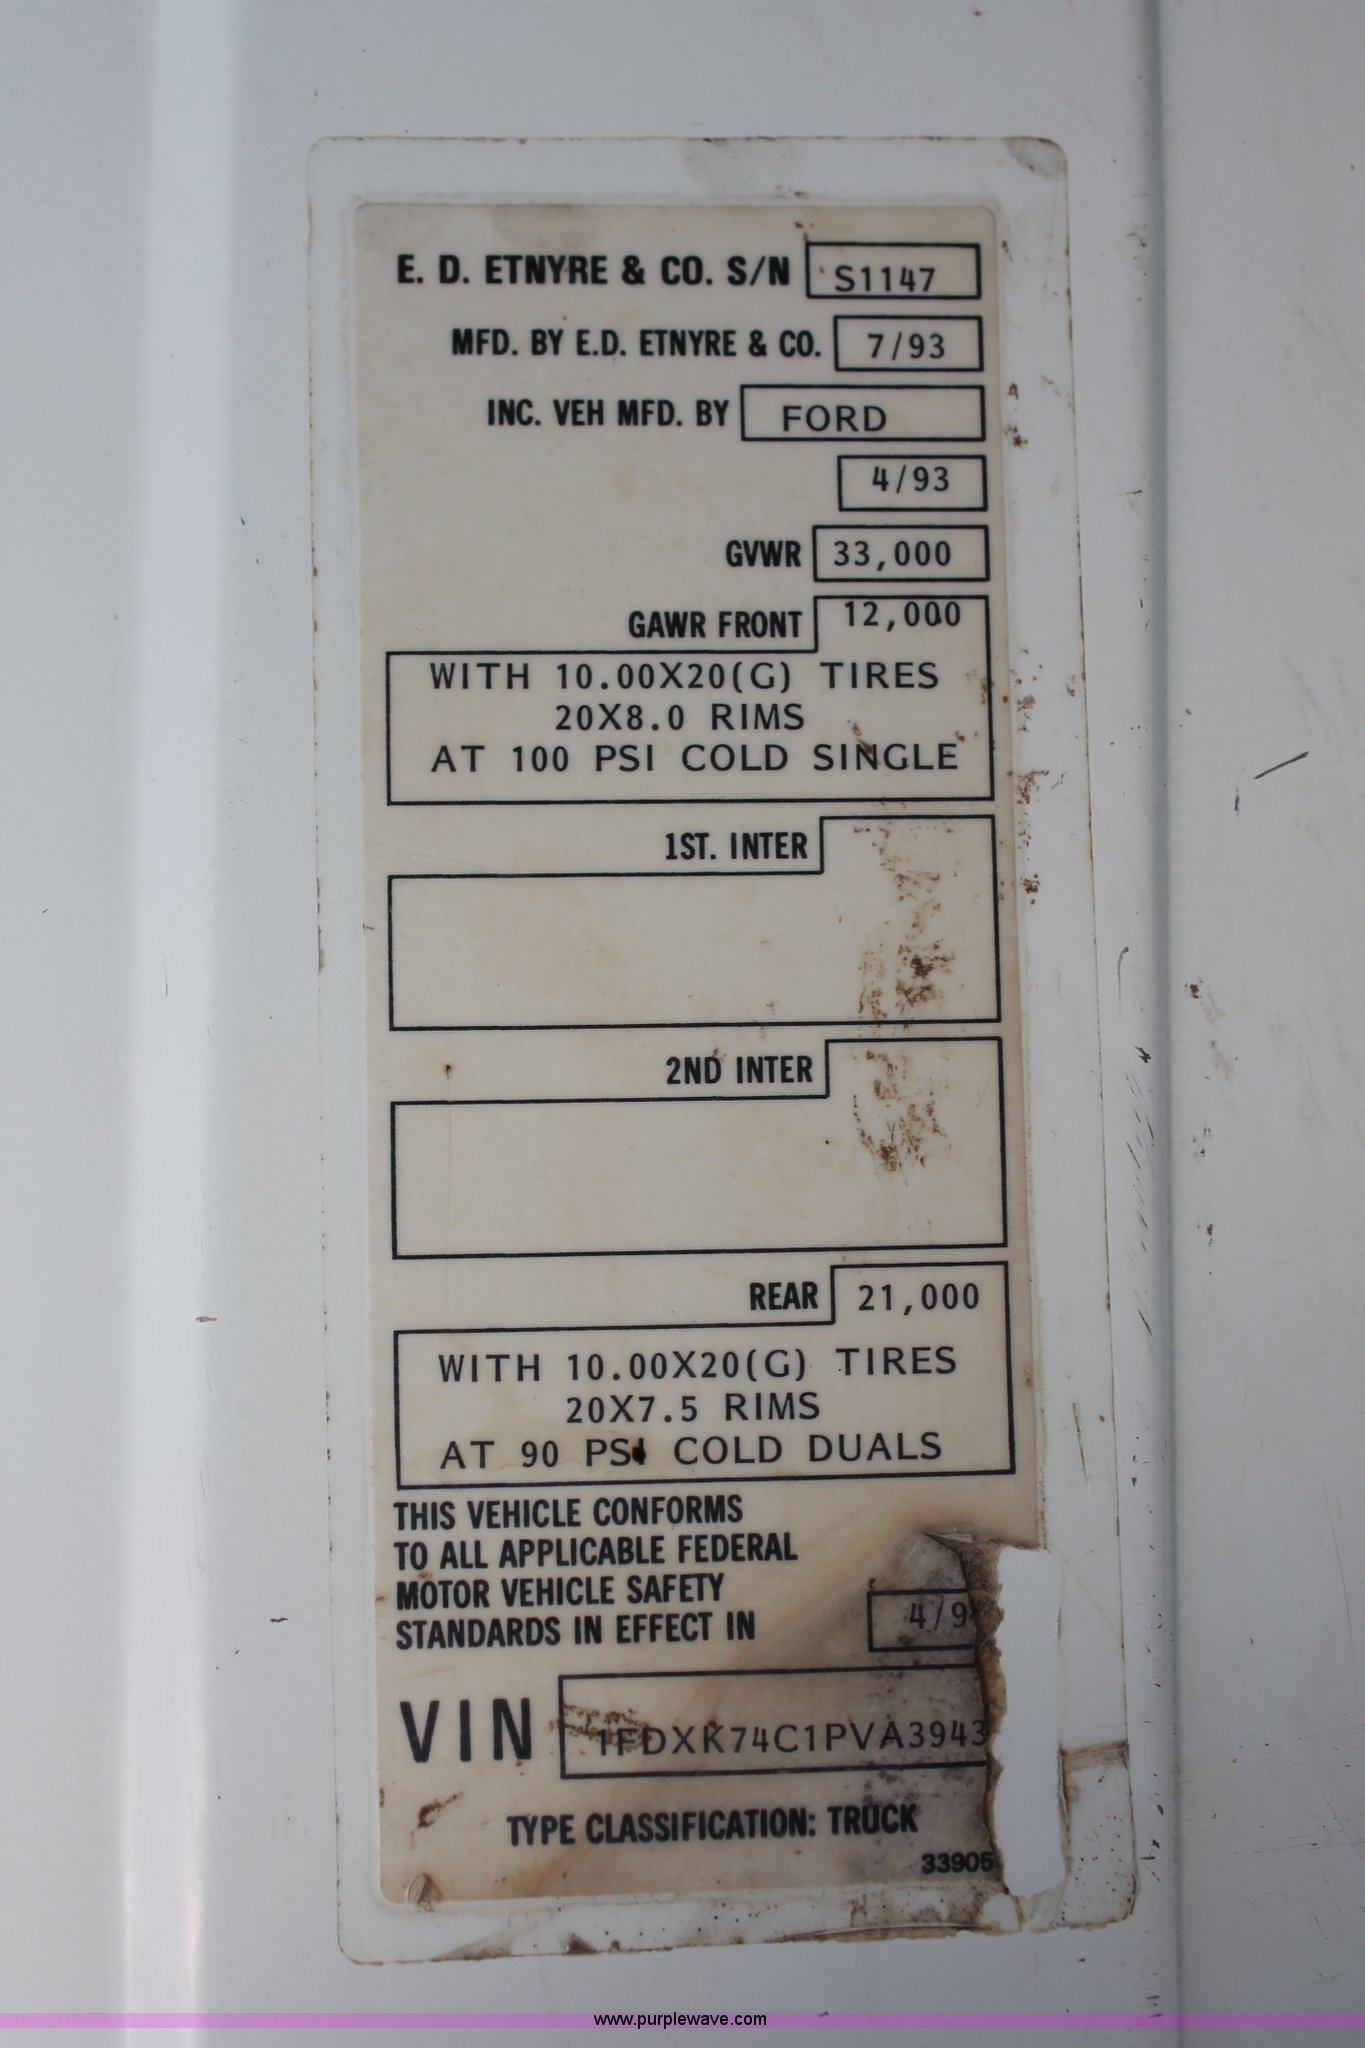 E. D. ETNYRE & CO. S/N S1147
MFD. BY E.D. ETNYRE & CO. 7/93
INC. VEH MFD. BY FORD
4/93
GVWR 33,000
GAWR FRONT 12,000
WITH 10.00X20(G) TIRES
20X8.0 RIMS
AT 100 PSI COLD SINGLE
1ST. INTER
2ND INTER
REAR 21,000
WITH 10.00X20(G) TIRES
20X7.5 RIMS
AT 90 PSI COLD DUALS
THIS VEHICLE CONFORMS
TO ALL APPLICABLE FEDERAL
MOTOR VEHICLE SAFETY
STANDARDS IN EFFECT IN 4/9
VIN 1FDXK74C1PVA3943
TYPE CLASSIFICATION: TRUCK
33905
www.purplewave.com